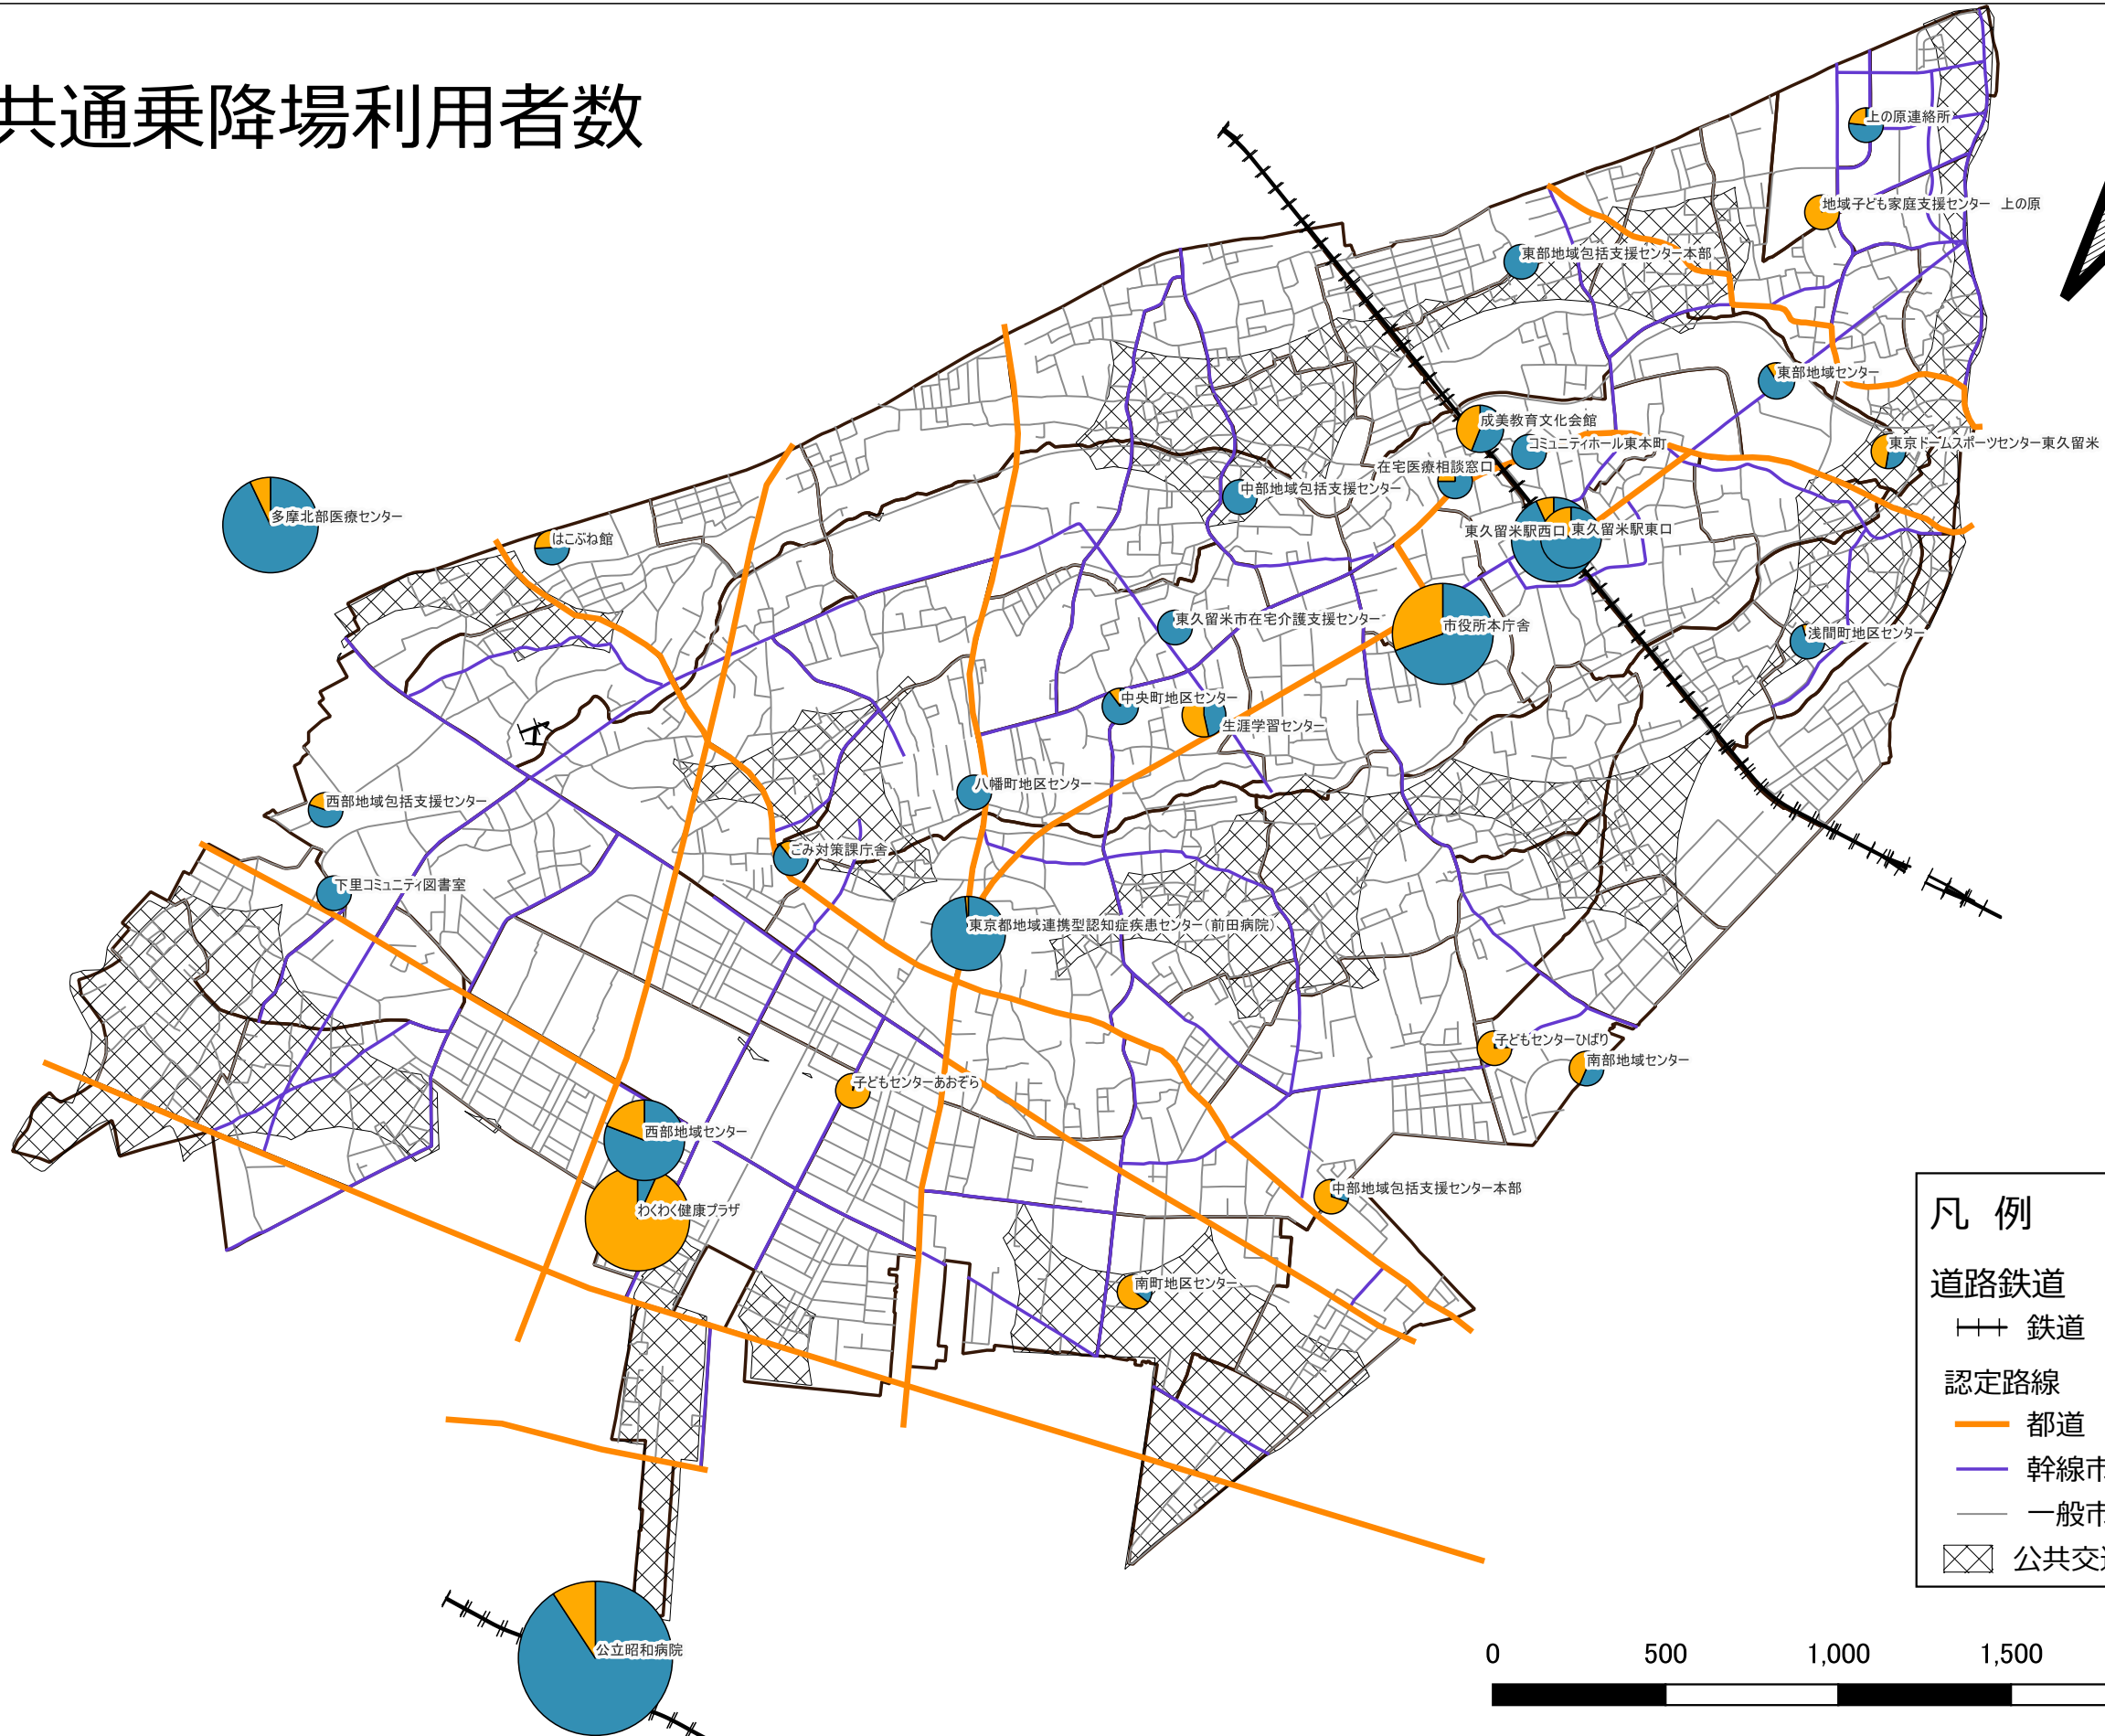 共通乗降場利用者数
上の原連絡所
地域子ども家庭支援センター 上の原
東部地域包括支援センター本部
東部地域センター
成美教育文化会館
コミュニティホール東本町
東京ドームスポーツセンター東久留米
在宅医療相談窓口
中部地域包括支援センター
多摩北部医療センター
はこぶね館
東久留米駅西口
東久留米駅東口
東久留米市在宅介護支援センター
市役所本庁舎
浅間町地区センター
中央町地区センター
生涯学習センター
八幡町地区センター
西部地域包括支援センター
ごみ対策課庁舎
下里コミュニティ図書室
東京都地域連携型認知症疾患センター(前田病院)
子どもセンターひばり
南部地域センター
子どもセンターあおぞら
西部地域センター
わくわく健康プラザ
中部地域包括支援センター本部
南町地区センター
公立昭和病院
凡 例
道路鉄道
鉄道
認定路線
都道
幹線市
一般市
公共交
0 500 1,000 1,500